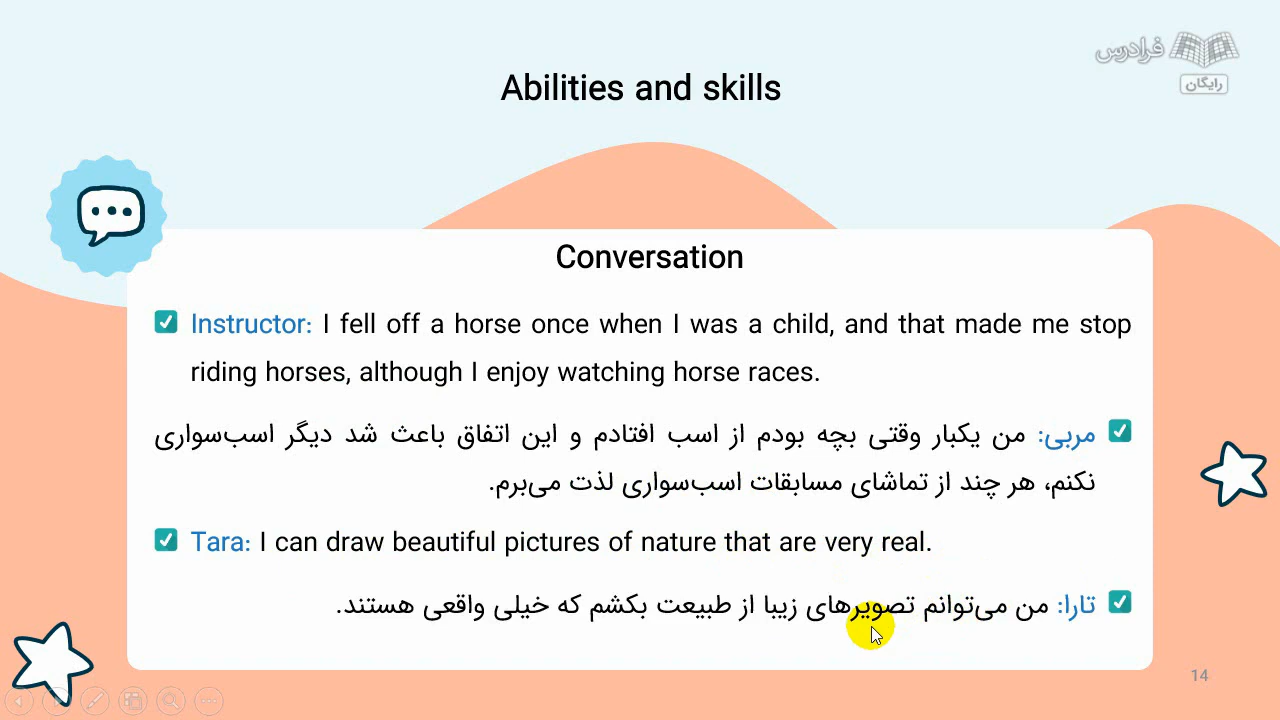 فرادرس
رایگان
Abilities and skills
Conversation
Instructor: I fell off a horse once when I was a child, and that made me stop
riding horses, although I enjoy watching horse races.
مربی: من یکبار وقتی بچه بودم از اسب افتادم و این اتفاق باعث شد دیگر اسب‌سواری
نکنم، هر چند از تماشای مسابقات اسب‌سواری لذت می‌برم.
Tara: I can draw beautiful pictures of nature that are very real.
تارا: من می‌توانم تصویرهای زیبا از طبیعت بکشم که خیلی واقعی هستند.
14